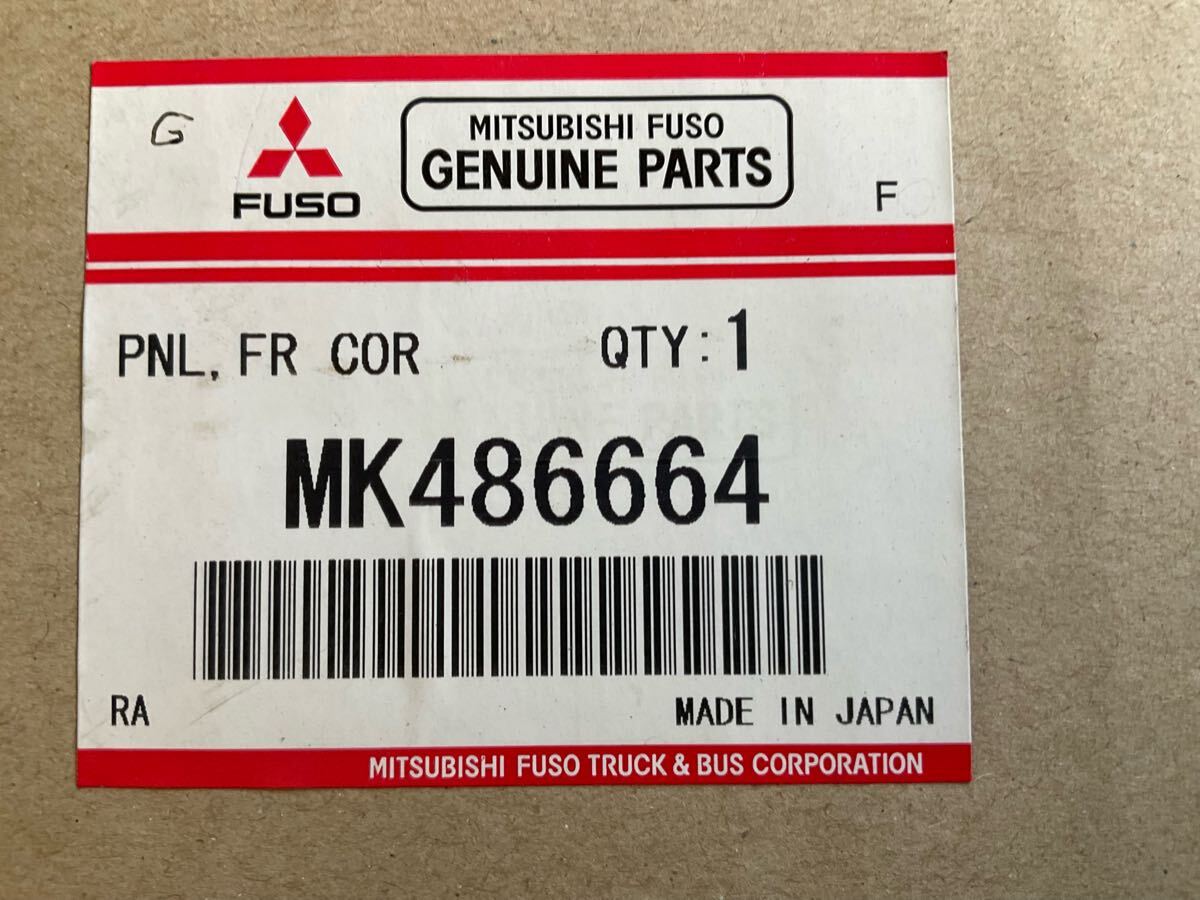 G
FUSO
MITSUBISHI FUSO
GENUINE PARTS
F
PNL, FR COR QTY:1
MK486664
RA MADE IN JAPAN
MITSUBISHI FUSO TRUCK & BUS CORPORATION